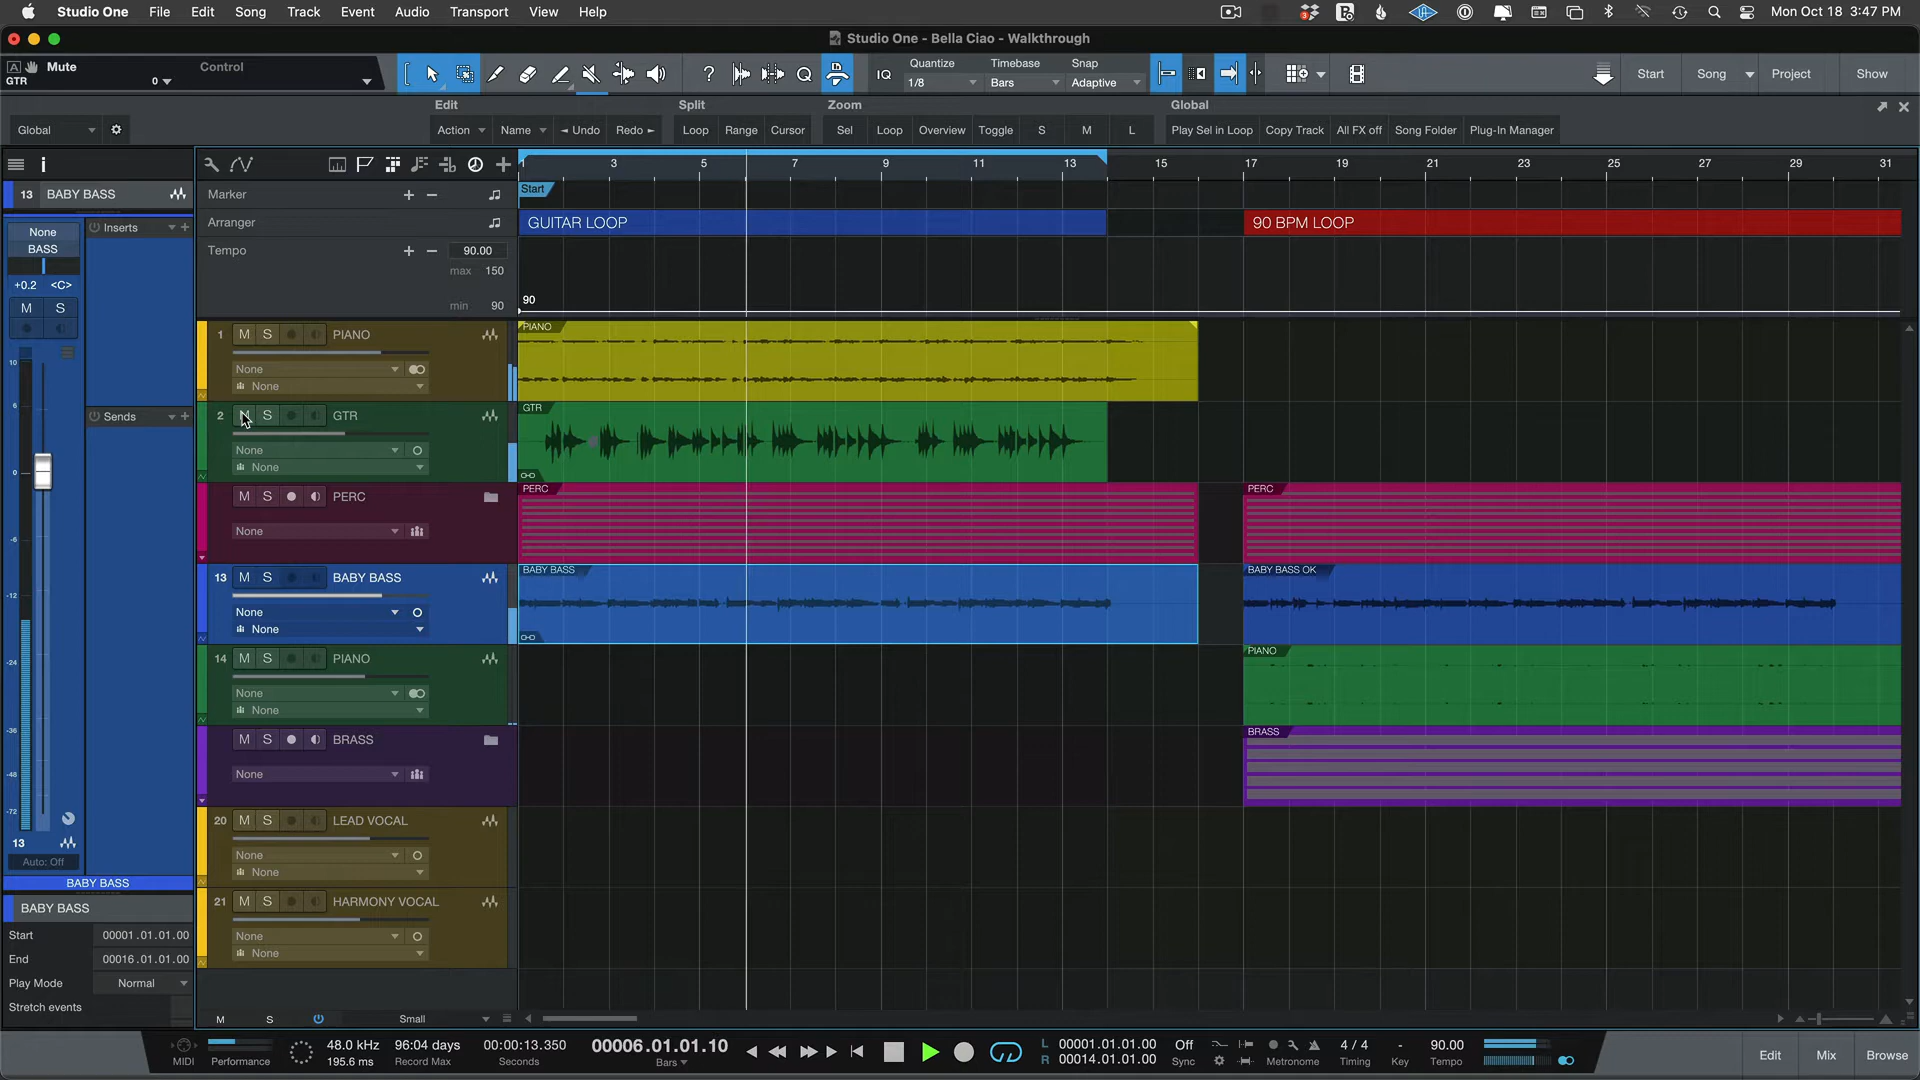 Studio One File Edit Song Track Event Audio Transport View Help Mon Oct 18 3:47 PM
Studio One - Bella Ciao - Walkthrough
Mute Control
GTR 0
IQ Quantize 1/8 Timebase Bars Snap Adaptive Start Song Project Show
Edit Split Zoom Global
Global Action Name Undo Redo Loop Range Cursor Sel Loop Overview Toggle S M L Play Sel in Loop Copy Track All FX off Song Folder Plug-In Manager
1 3 5 7 9 11 13 15 17 19 21 23 25 27 29 31
13 BABY BASS
Marker
Start
Arranger
GUITAR LOOP 90 BPM LOOP
Tempo 90.00
max 150
min 90
90
None
BASS
+0.2 <C>
M S
Inserts
Sends
10
6
0
-6
-12
-24
-36
-48
-72
13
Auto: Off
BABY BASS
BABY BASS
Start 00001.01.01.00
End 00016.01.01.00
Play Mode Normal
Stretch events
1 M S PIANO
None
None
PIANO
2 M S GTR
None
None
GTR
M S PERC
None
PERC PERC
13 M S BABY BASS
None
None
BABY BASS BABY BASS OK
14 M S PIANO
None
None
PIANO
M S BRASS
None
BRASS
20 M S LEAD VOCAL
None
None
21 M S HARMONY VOCAL
None
None
M S Small
MIDI Performance
48.0 kHz
195.6 ms
96:04 days
Record Max
00:00:13.350
Seconds
00006.01.01.10
Bars
L 00001.01.01.00
R 00014.01.01.00
Off
Sync
Metronome
4 / 4
Timing
-
Key
90.00
Tempo
Edit Mix Browse